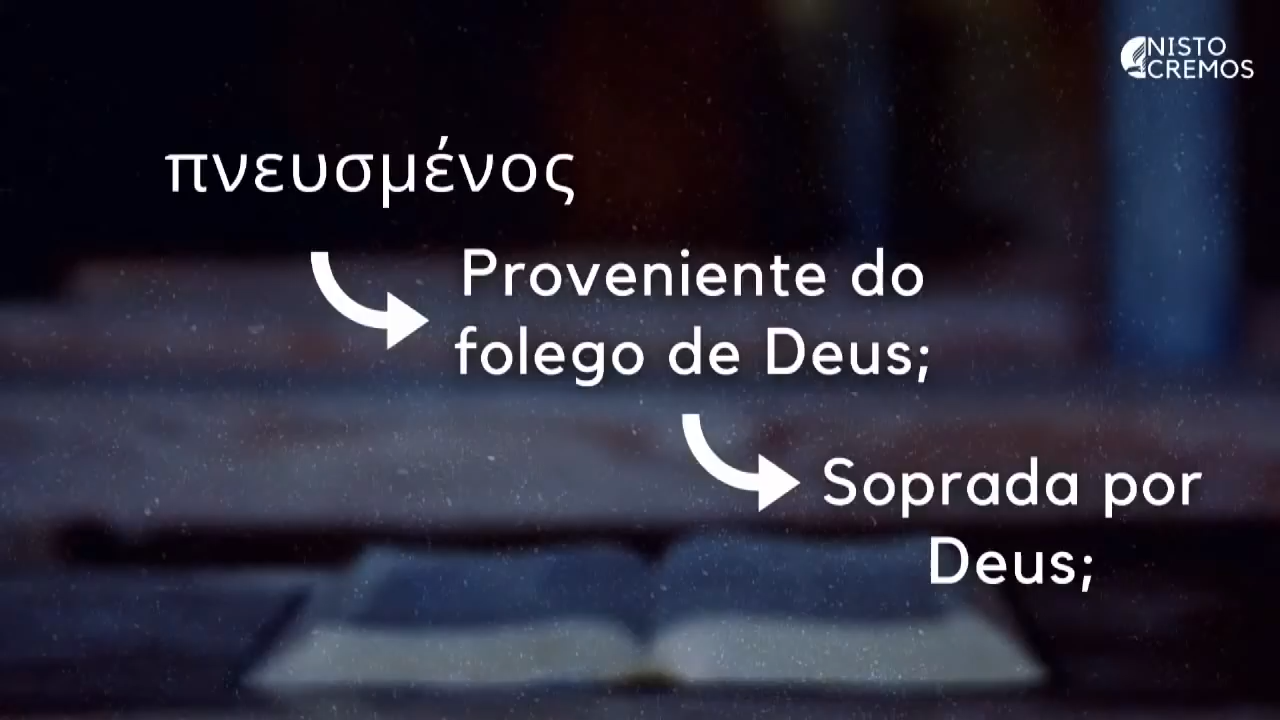 NISTO
CREMOS
πνευσμένος
Proveniente do
folego de Deus;
Soprada por
Deus;